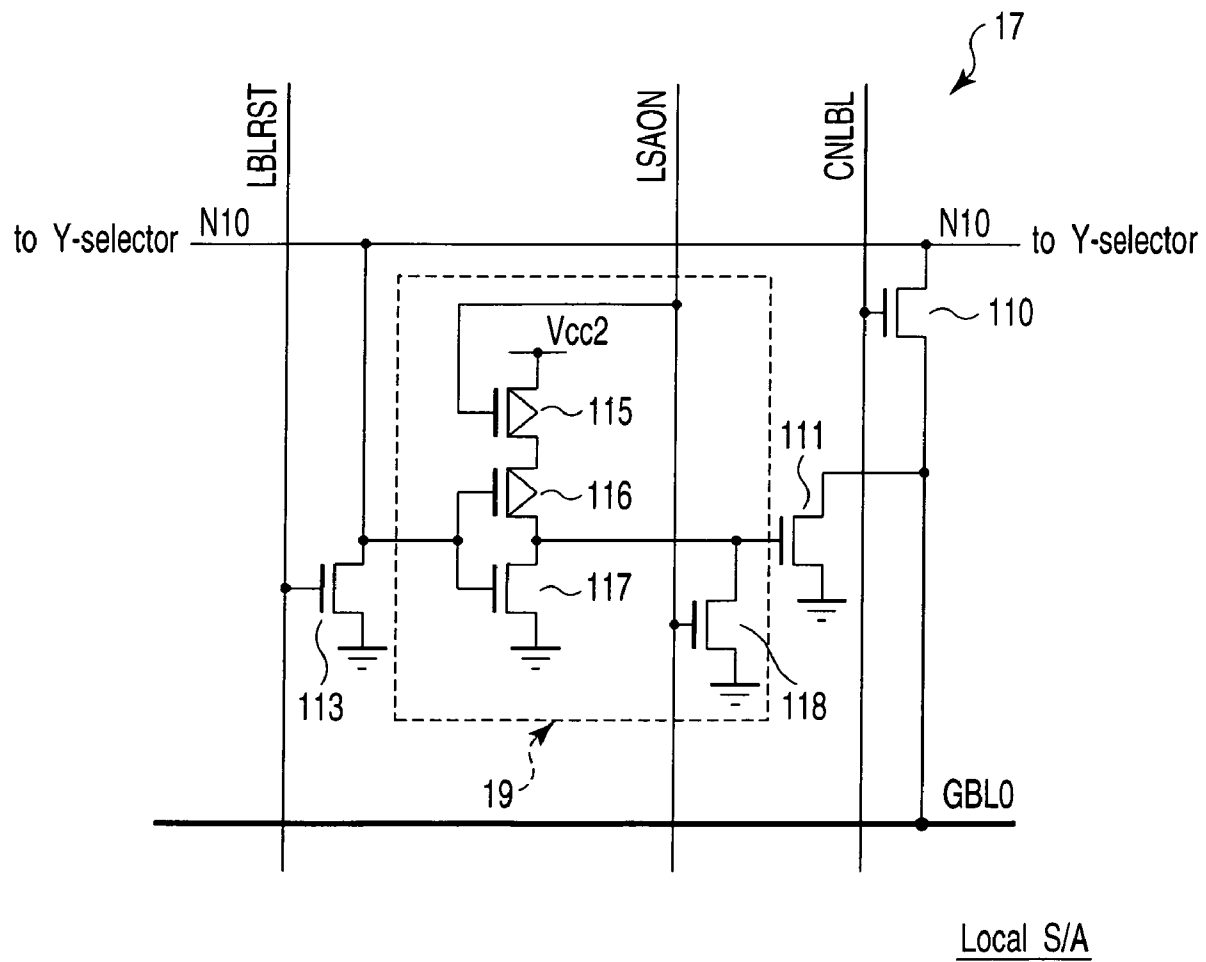 17
LBLRST
LSAON
CNLBL
to Y-selector
N10
N10
to Y-selector
110
Vcc2
115
111
116
117
113
118
19
GBL0
Local S/A